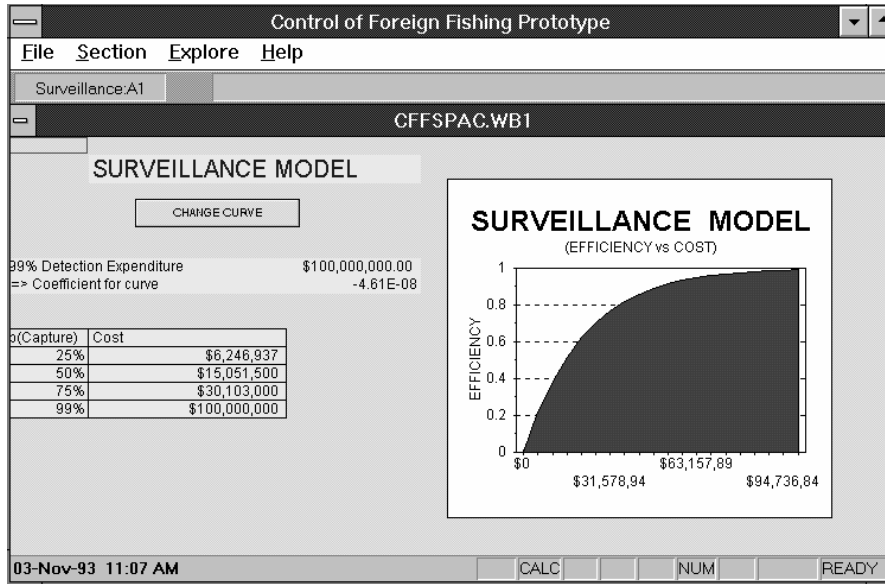 Control of Foreign Fishing Prototype
File Section Explore Help
Surveillance:A1
CFFSPAC.WB1
SURVEILLANCE MODEL
CHANGE CURVE
99% Detection Expenditure $100,000,000.00
=> Coefficient for curve -4.61E-08
(Capture) Cost
25% $6,246,937
50% $15,051,500
75% $30,103,000
99% $100,000,000
SURVEILLANCE MODEL
(EFFICIENCY vs COST)
EFFICIENCY
1
0.8
0.6
0.4
0.2
0
$0 $63,157,89
$31,578,94 $94,736,84
03-Nov-93 11:07 AM CALC NUM READY